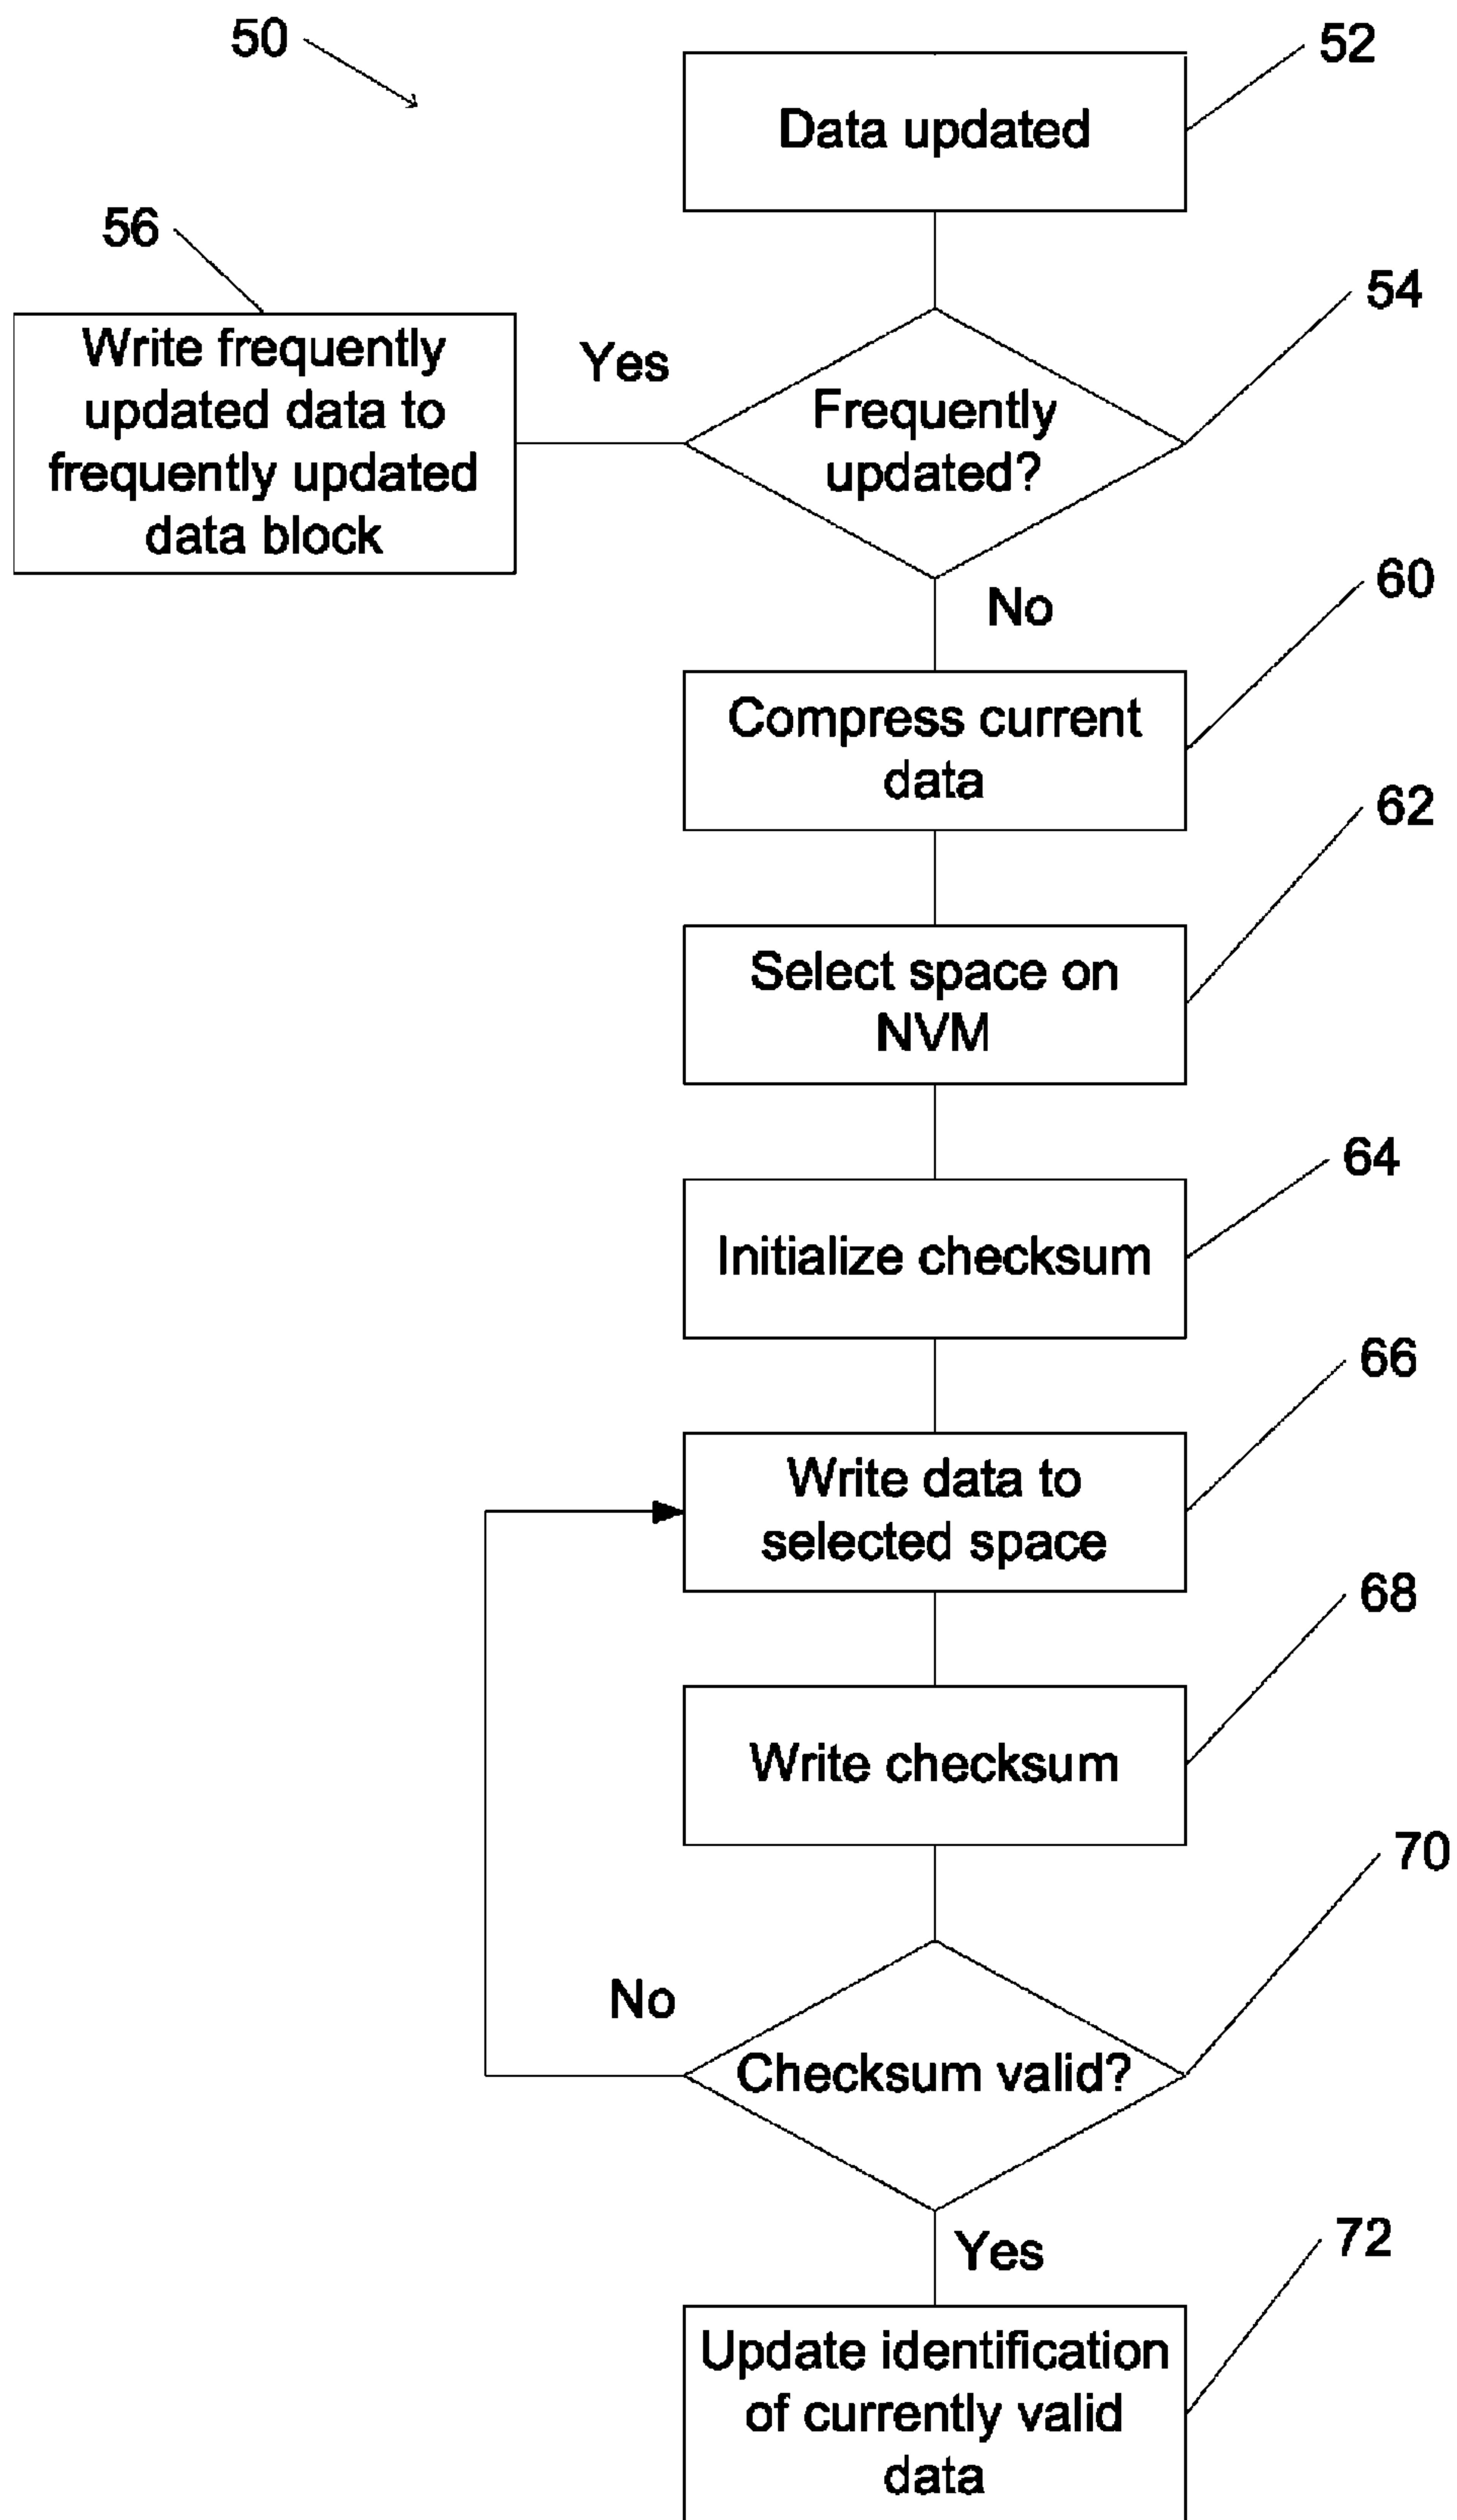 50
52
Data updated
56
54
Write frequently
updated data to
frequently updated
data block
Yes
Frequently
updated?
No
60
Compress current
data
62
Select space on
NVM
64
Initialize checksum
66
Write data to
selected space
68
Write checksum
70
No
Checksum valid?
Yes
72
Update identification
of currently valid
data